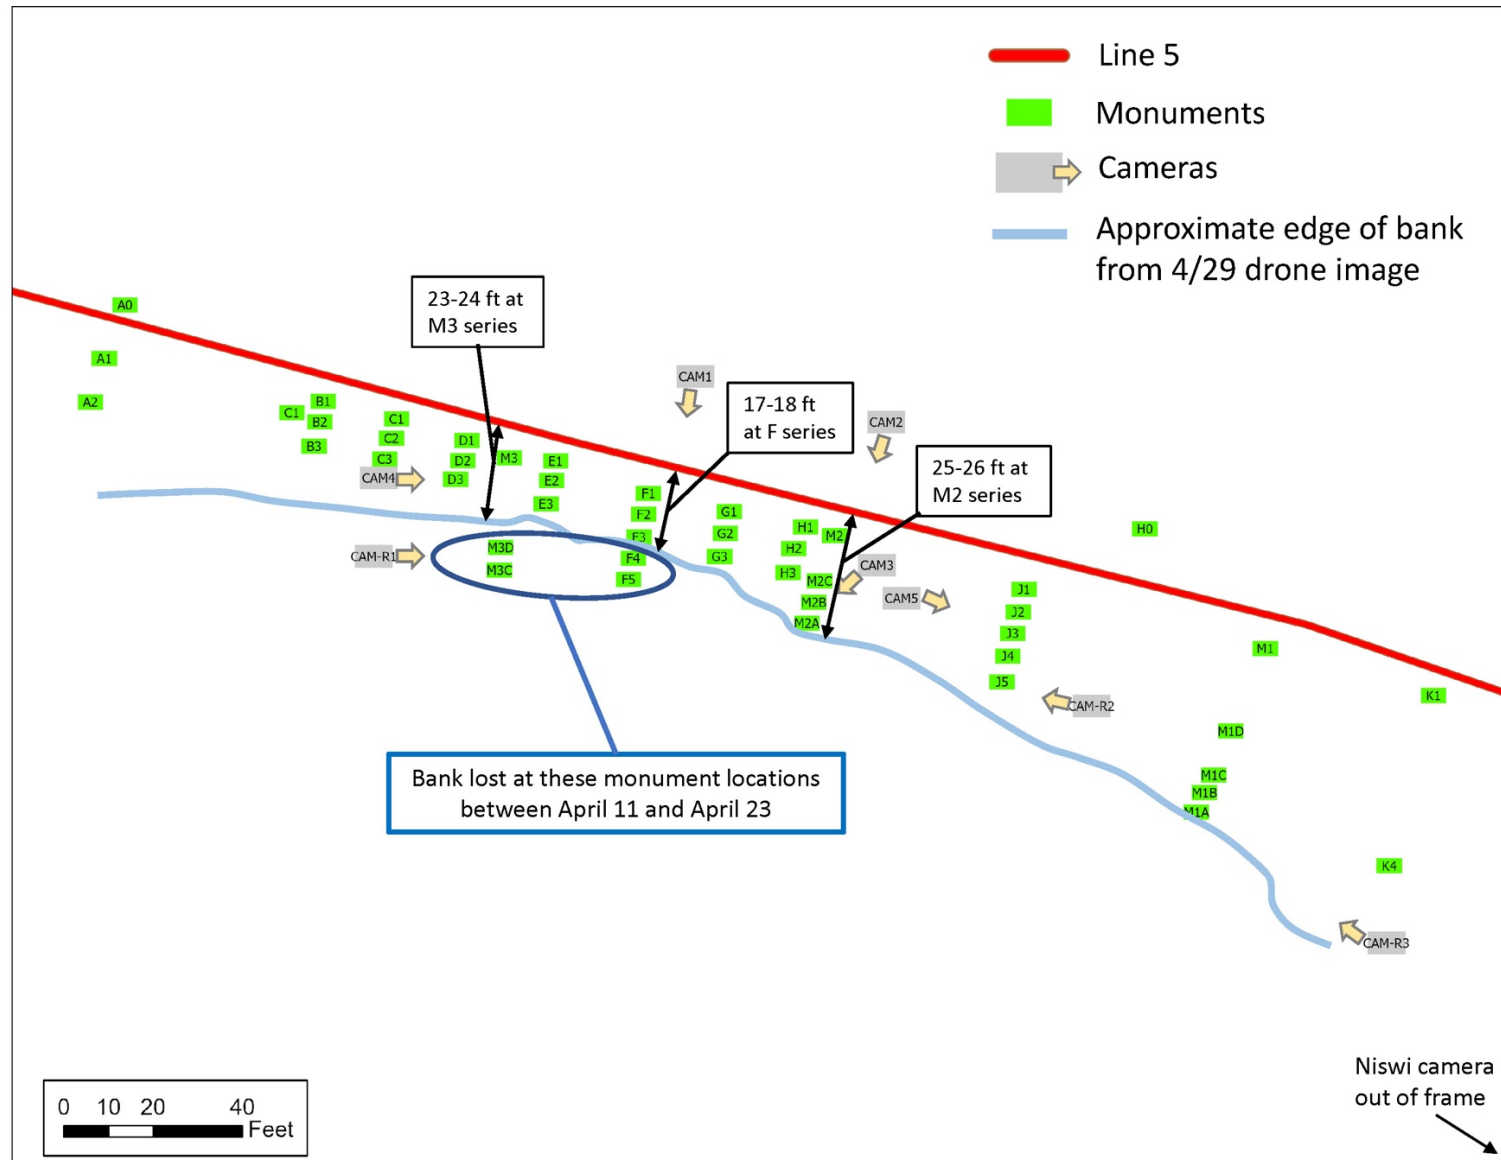 Line 5
Monuments
Cameras
Approximate edge of bank
from 4/29 drone image
23-24 ft at
M3 series
17-18 ft
at F series
25-26 ft at
M2 series
A0
A1
A2
B1
C1
B2
B3
C1
C2
C3
CAM4
D1
D2
D3
M3
E1
E2
E3
CAM1
CAM2
F1
F2
F3
F4
F5
G1
G2
G3
H1
M2
H2
H3
M2C
M2B
M2A
CAM3
CAM5
H0
J1
J2
J3
J4
J5
CAM-R1
M3D
M3C
CAM-R2
M1
K1
M1D
M1C
M1B
M1A
K4
CAM-R3
Bank lost at these monument locations
between April 11 and April 23
Niswi camera
out of frame
0 10 20 40
Feet